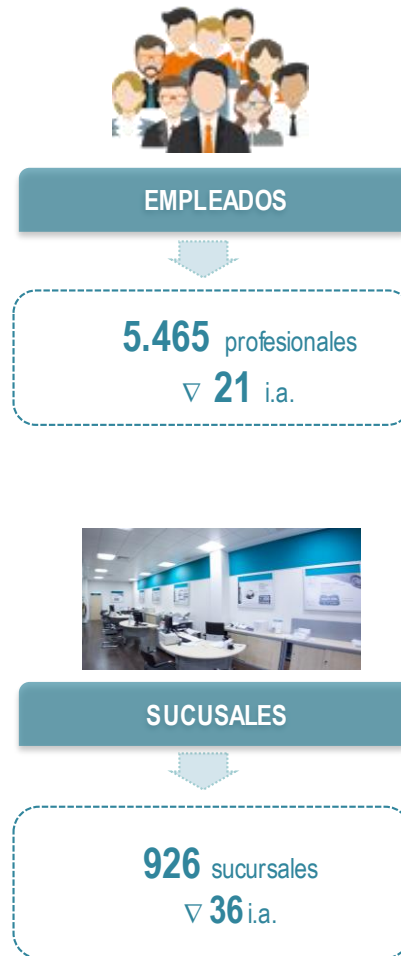 EMPLEADOS
5.465 profesionales
∇ 21 i.a.
SUCUSALES
926 sucursales
∇ 36 i.a.